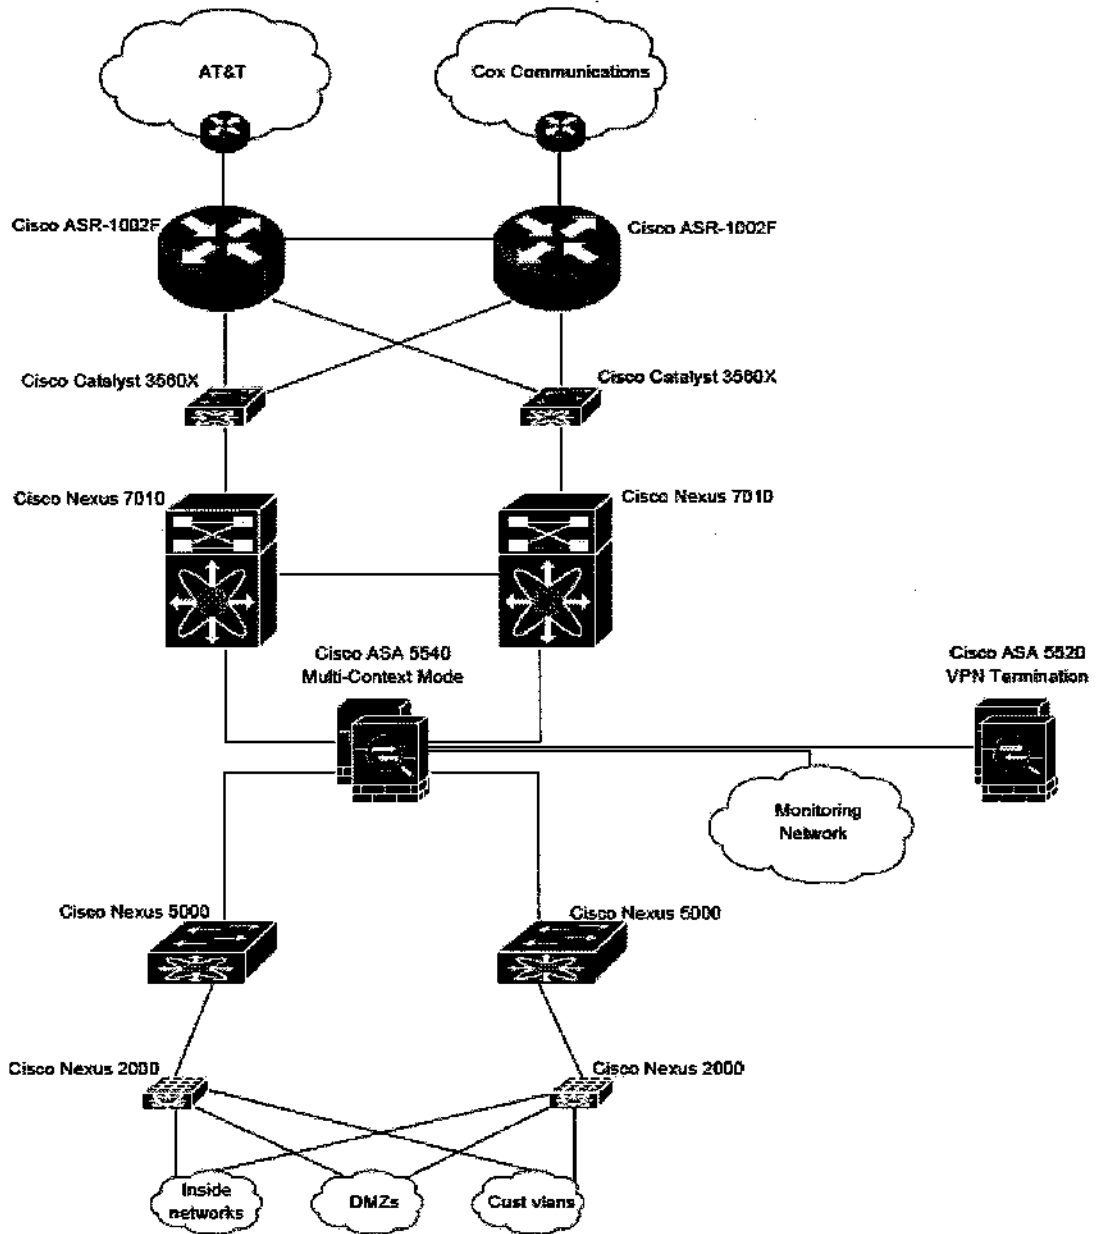 AT&T
Cox Communications
Cisco ASR-1002F
Cisco ASR-1002F
Cisco Catalyst 3560X
Cisco Catalyst 3560X
Cisco Nexus 7010
Cisco Nexus 7010
Cisco ASA 5540
Multi-Context Mode
Cisco ASA 5520
VPN Termination
Monitoring
Network
Cisco Nexus 5000
Cisco Nexus 5000
Cisco Nexus 2000
Cisco Nexus 2000
Inside
networks
DMZs
Cust vlans